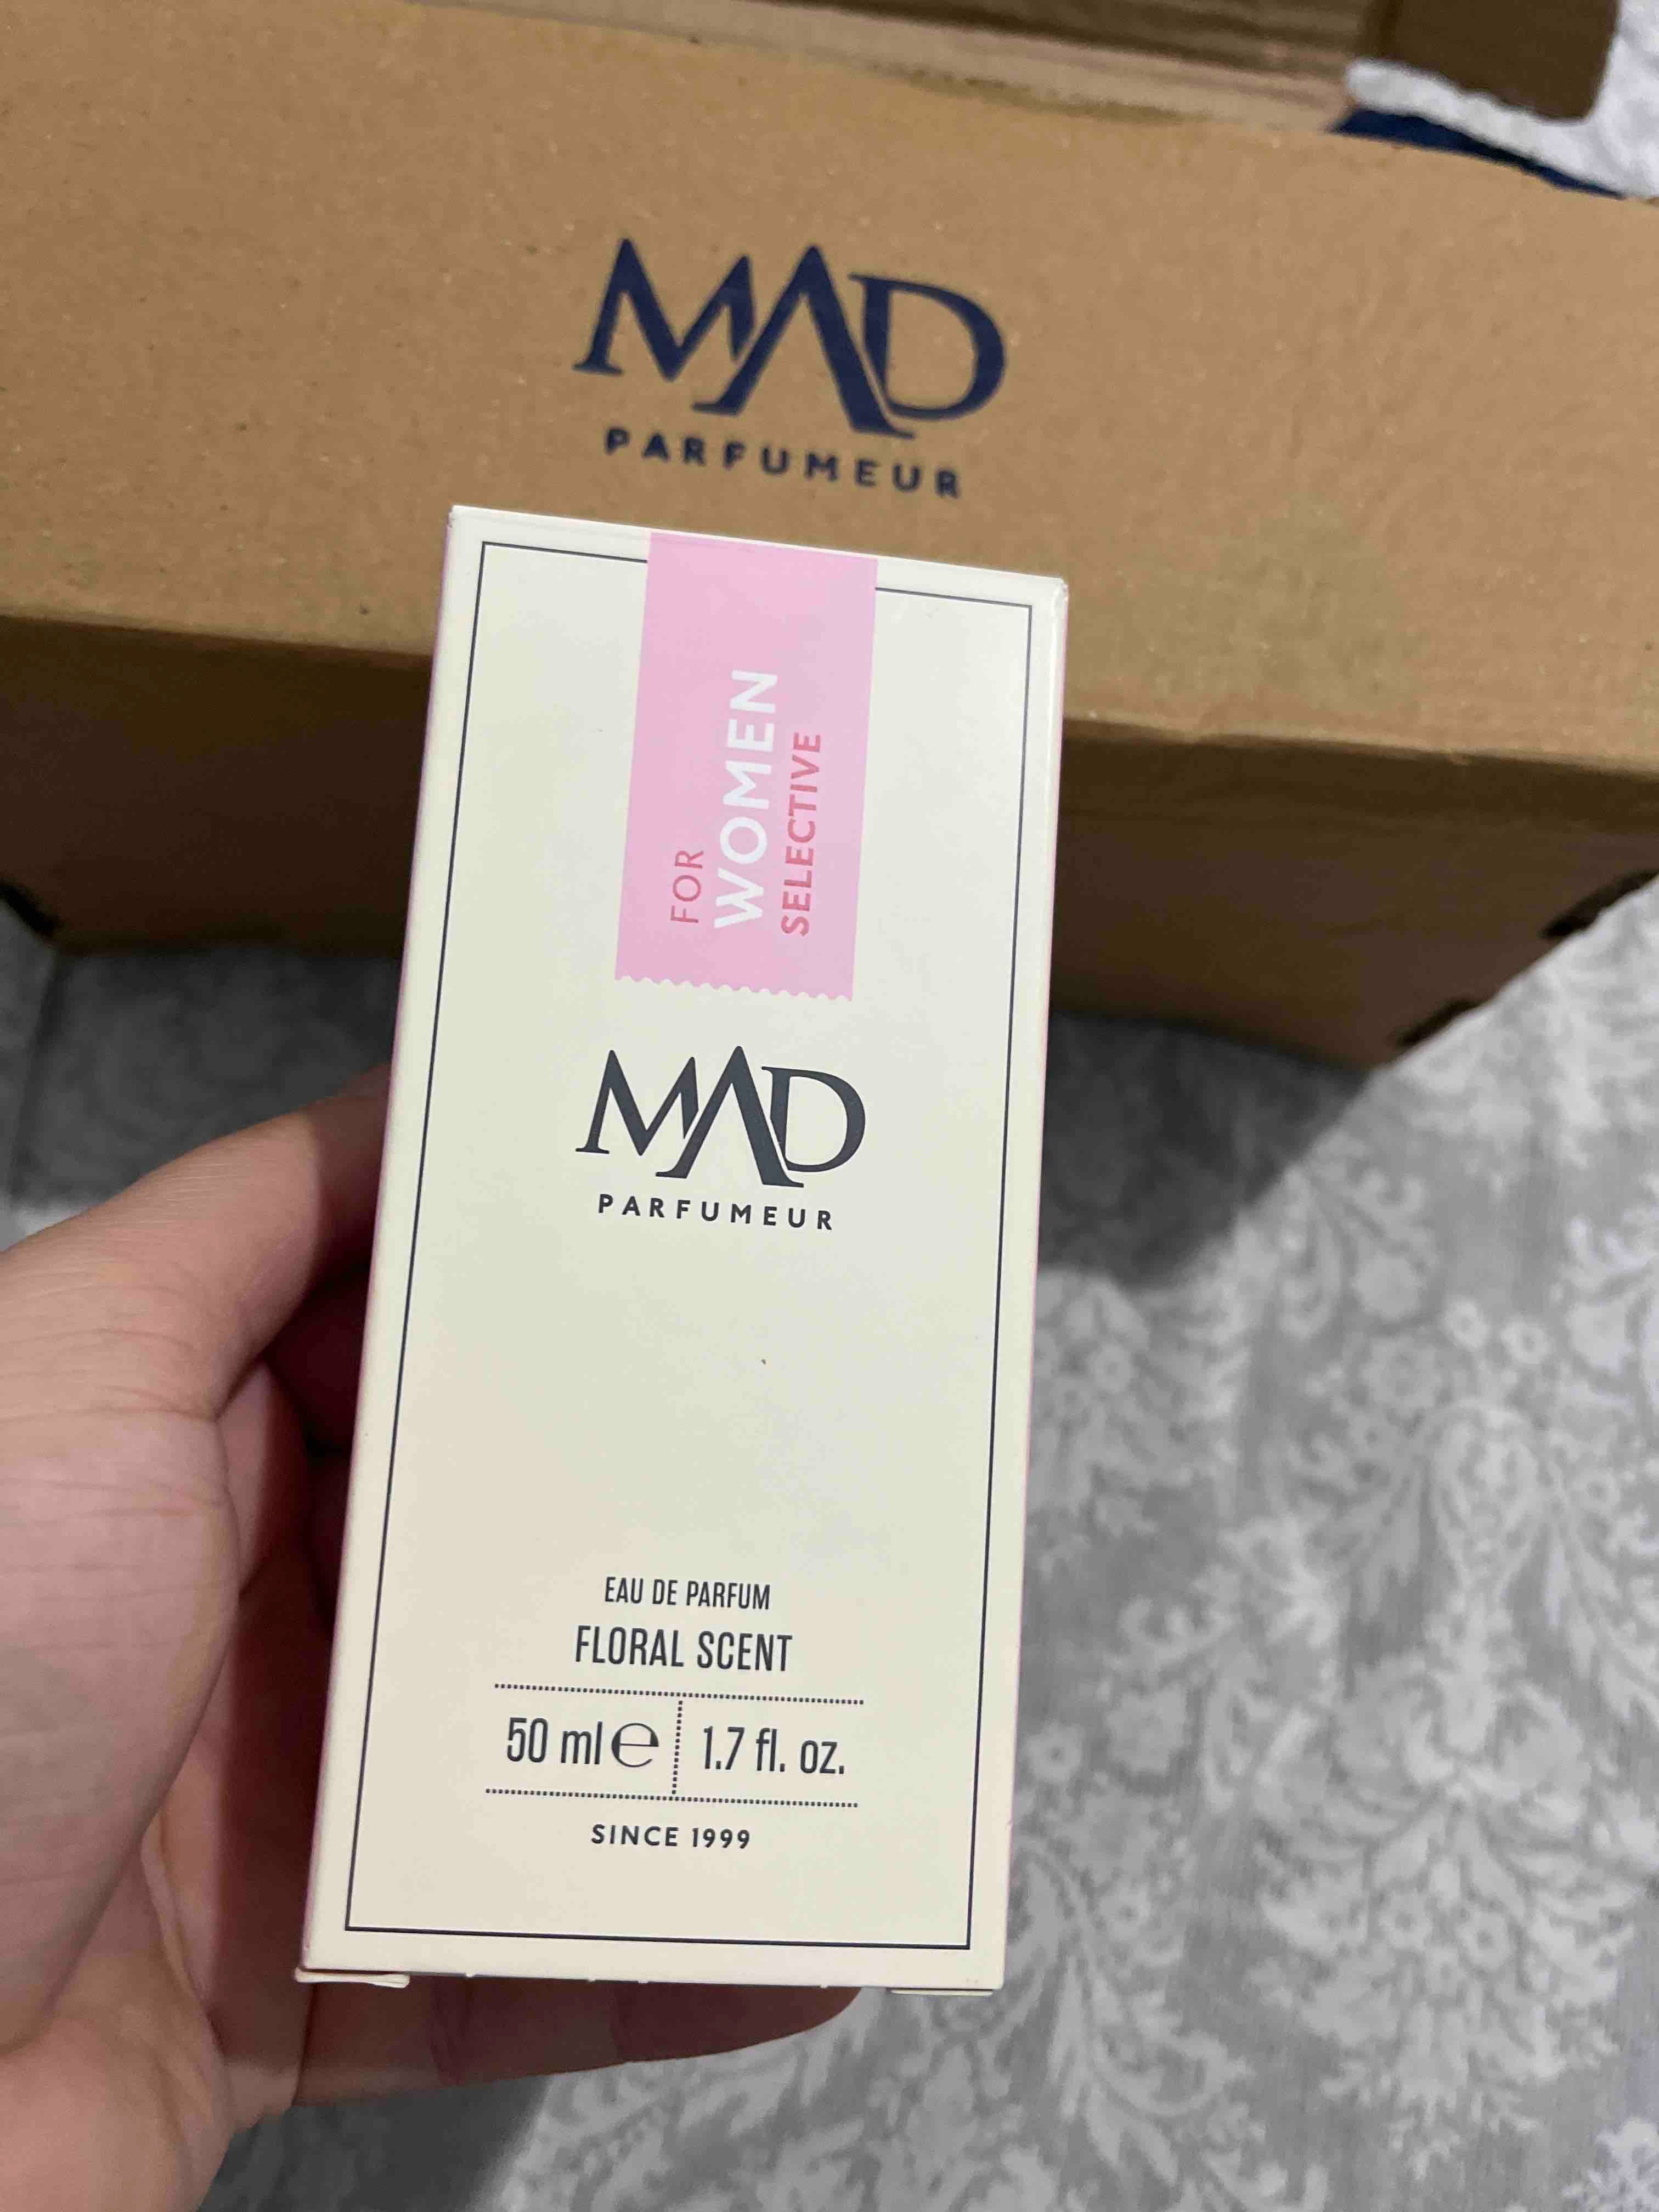 MAD
PARFUMEUR
FOR
WOMEN
SELECTIVE
MAD
PARFUMEUR
EAU DE PARFUM
FLORAL SCENT
50 ml e 1.7 fl. oz.
SINCE 1999